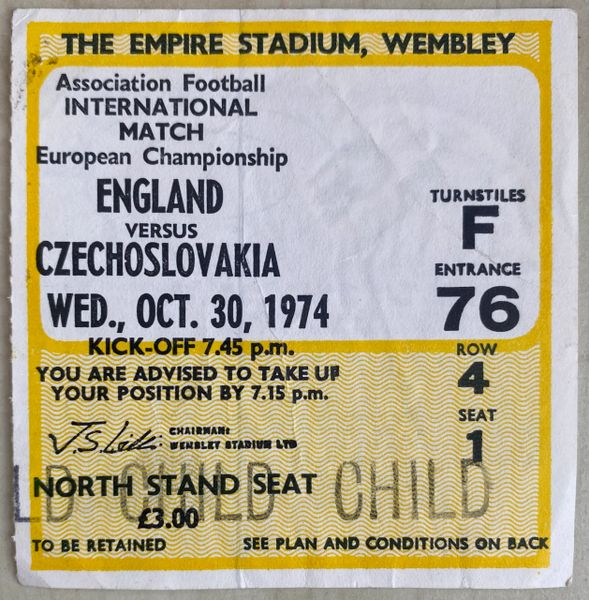 THE EMPIRE STADIUM, WEMBLEY
Association Football
INTERNATIONAL
MATCH
European Championship
ENGLAND
VERSUS
CZECHOSLOVAKIA
WED., OCT. 30, 1974
KICK-OFF 7.45 p.m.
YOU ARE ADVISED TO TAKE UP
YOUR POSITION BY 7.15 p.m.
TURNSTILES
F
ENTRANCE
76
ROW
4
SEAT
1
CHAIRMAN:
WEMBLEY STADIUM LTD
LD CHILD CHILD
NORTH STAND SEAT
£3.00
TO BE RETAINED SEE PLAN AND CONDITIONS ON BACK